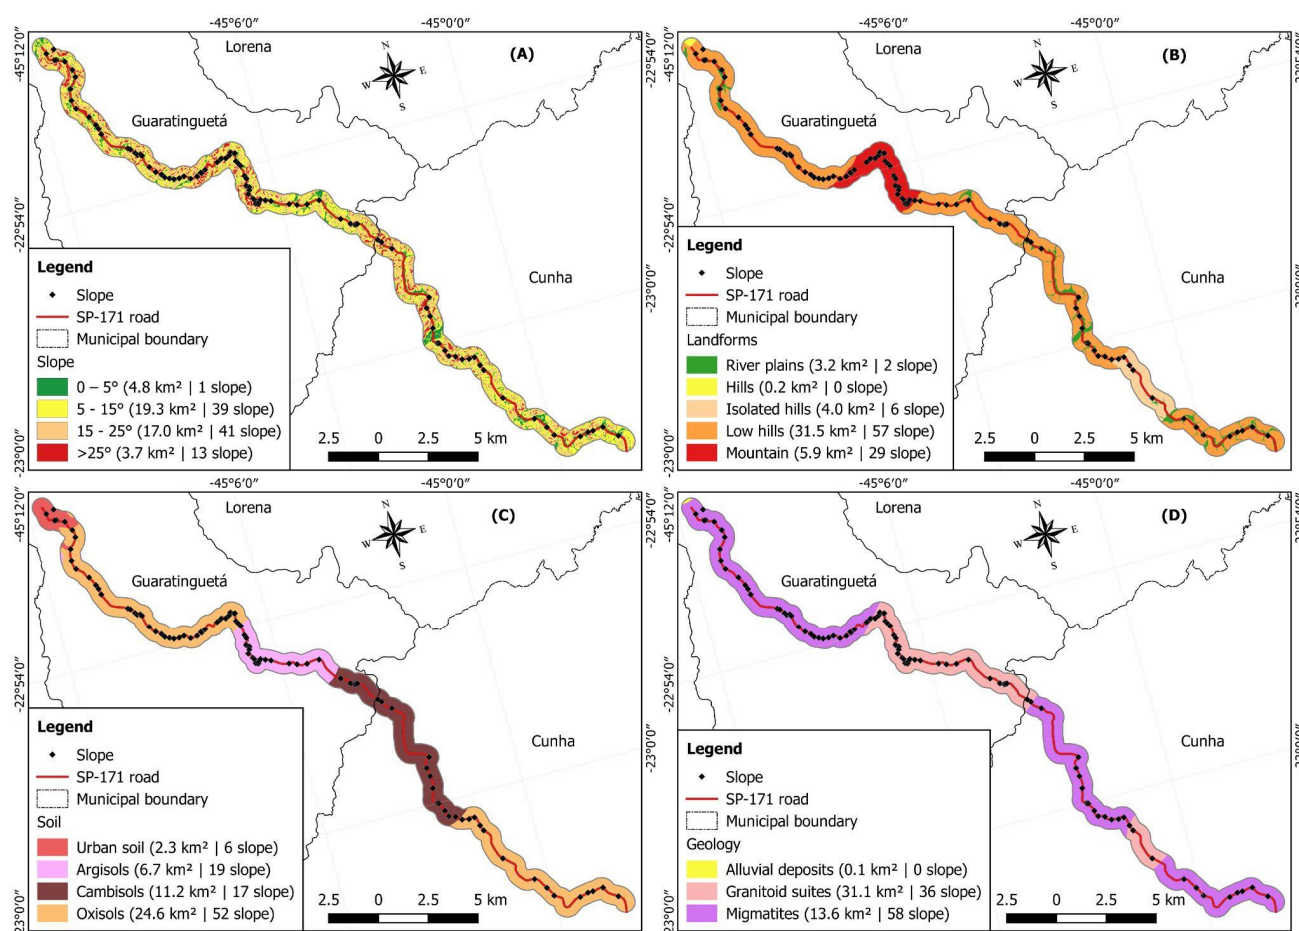 -45°6′0″
-45°0′0″
Lorena
(A)
N
W
E
S
-45°12′0″
-22°54′0″
Guaratinguetá
-22°54′0″
Cunha
-23°0′0″
-23°0′0″
Legend
Slope
SP-171 road
Municipal boundary
Slope
0 – 5° (4.8 km² | 1 slope)
5 - 15° (19.3 km² | 39 slope)
15 - 25° (17.0 km² | 41 slope)
>25° (3.7 km² | 13 slope)
2.5 0 2.5 5 km
-45°6′0″
-45°0′0″
Lorena
(B)
N
W
E
S
-45°12′0″
-22°54′0″
Guaratinguetá
-22°54′0″
Cunha
-23°0′0″
Legend
Slope
SP-171 road
Municipal boundary
Landforms
River plains (3.2 km² | 2 slope)
Hills (0.2 km² | 0 slope)
Isolated hills (4.0 km² | 6 slope)
Low hills (31.5 km² | 57 slope)
Mountain (5.9 km² | 29 slope)
2.5 0 2.5 5 km
Lorena
(C)
N
W
E
S
-45°12′0″
-22°54′0″
Guaratinguetá
-22°54′0″
Cunha
-23°0′0″
-23°0′0″
Legend
Slope
SP-171 road
Municipal boundary
Soil
Urban soil (2.3 km² | 6 slope)
Argisols (6.7 km² | 19 slope)
Cambisols (11.2 km² | 17 slope)
Oxisols (24.6 km² | 52 slope)
2.5 0 2.5 5 km
Lorena
(D)
N
W
E
S
-45°12′0″
Guaratinguetá
-22°54′0″
Cunha
-23°0′0″
Legend
Slope
SP-171 road
Municipal boundary
Geology
Alluvial deposits (0.1 km² | 0 slope)
Granitoid suites (31.1 km² | 36 slope)
Migmatites (13.6 km² | 58 slope)
2.5 0 2.5 5 km